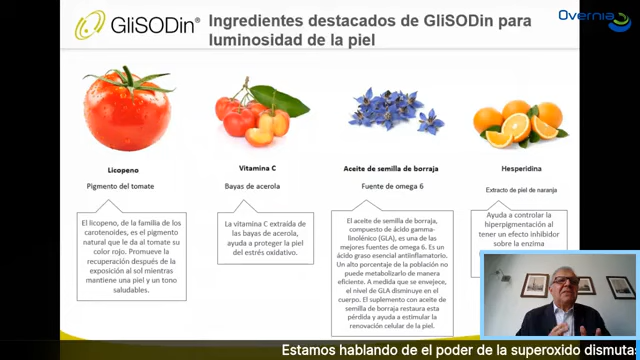 GliSODin®
Ingredientes destacados de GliSODin para
luminosidad de la piel
Overnia
Licopeno
Pigmento del tomate
El licopeno, de la familia de los
carotenoides, es el pigmento
natural que le da al tomate su
color rojo. Promueve la
recuperación después de la
exposición al sol mientras
mantiene una piel y un tono
saludables.
Vitamina C
Bayas de acerola
La vitamina C extraída de
las bayas de acerola,
ayuda a proteger la piel
del estrés oxidativo.
Aceite de semilla de borraja
Fuente de omega 6
El aceite de semilla de borraja,
compuesto de ácido gamma-
linolénico (GLA), es una de las
mejores fuentes de omega 6. Es un
ácido graso esencial antiinflamatorio.
Un alto porcentaje de la población no
puede metabolizarlo de manera
eficiente. A medida que se envejece,
el nivel de GLA disminuye en el
cuerpo. El suplemento con aceite de
semilla de borraja restaura esta
pérdida y ayuda a estimular la
renovación celular de la piel.
Hesperidina
Extracto de piel de naranja
Ayuda a controlar la
hiperpigmentación al
tener un efecto inhibidor
sobre la enzima
Estamos hablando de el poder de la superoxido dismutas